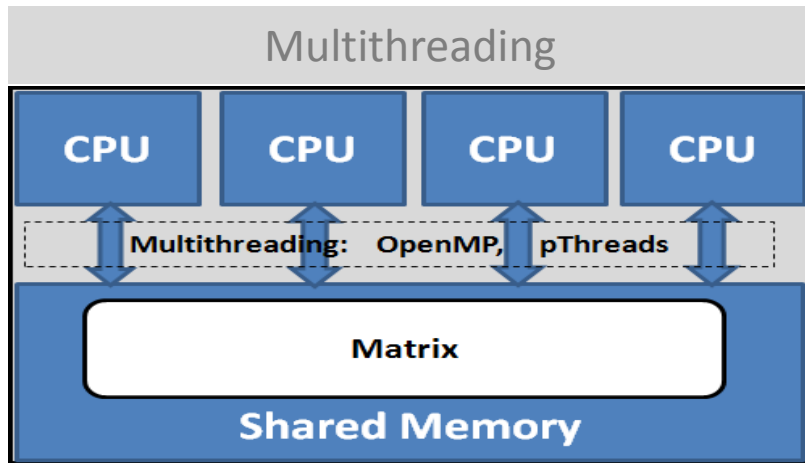 Multithreading
CPU CPU CPU CPU
Multithreading: OpenMP, pThreads
Matrix
Shared Memory